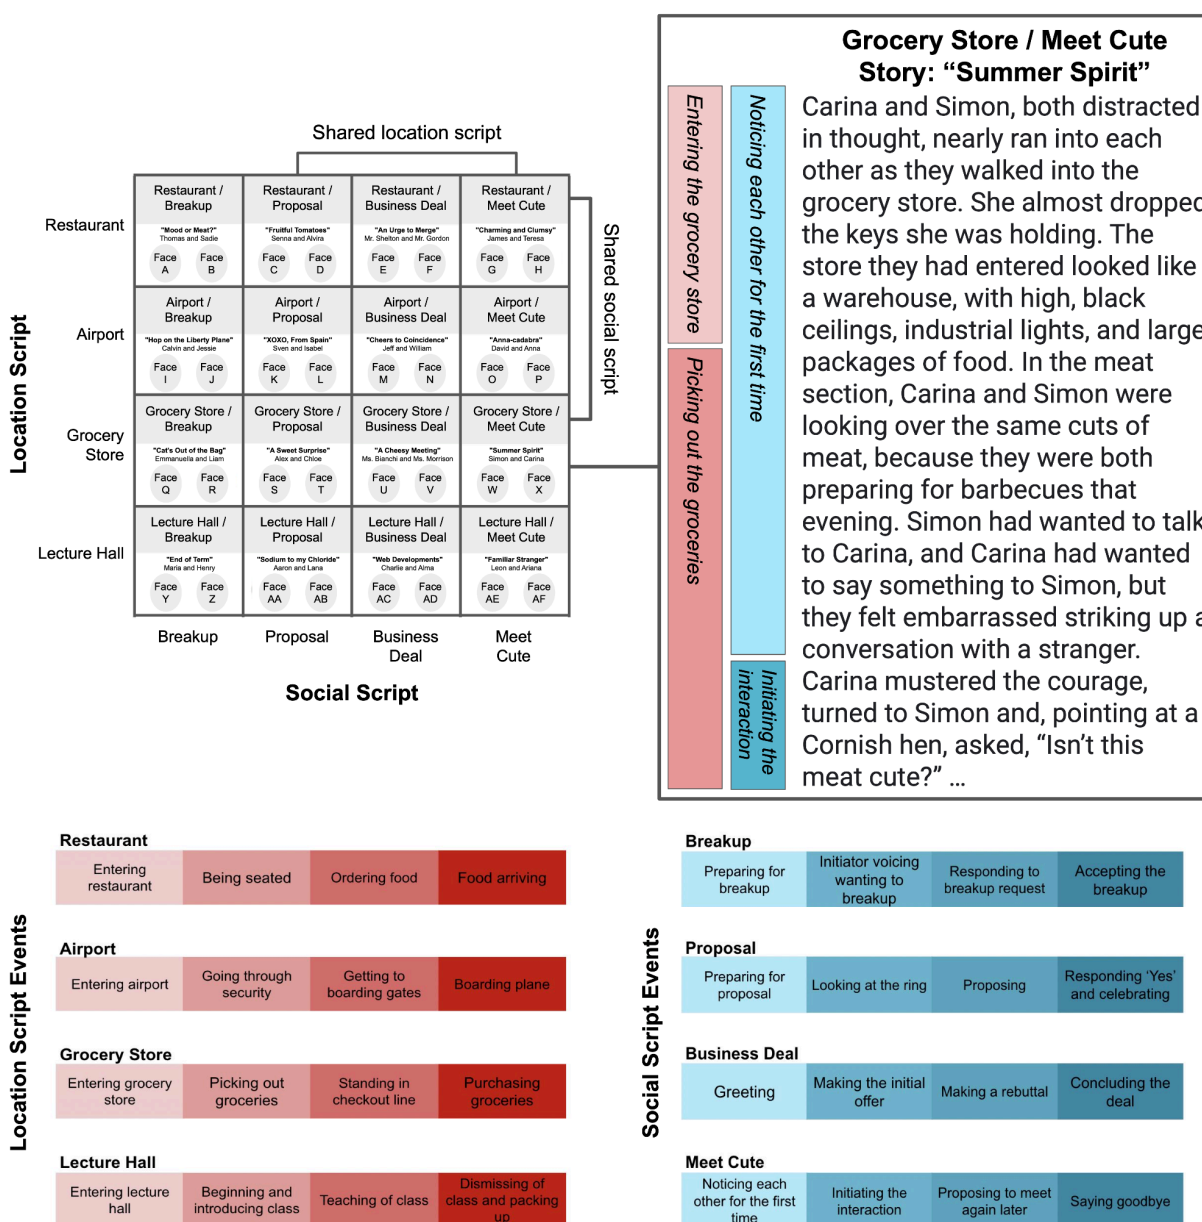 Shared location script
Location Script
Restaurant
Airport
Grocery
Store
Lecture Hall
Restaurant /
Breakup
"Mood or Meat?"
Thomas and Sadie
Face
A
Face
B
Restaurant /
Proposal
"Fruitful Tomatoes"
Senna and Alvira
Face
C
Face
D
Restaurant /
Business Deal
"An Urge to Merge"
Mr. Shelton and Mr. Gordon
Face
E
Face
F
Restaurant /
Meet Cute
"Charming and Clumsy"
James and Teresa
Face
G
Face
H
Airport /
Breakup
"Hop on the Liberty Plane"
Calvin and Jessie
Face
I
Face
J
Airport /
Proposal
"XOXO, From Spain"
Sven and Isabel
Face
K
Face
L
Airport /
Business Deal
"Cheers to Coincidence"
Jeff and William
Face
M
Face
N
Airport /
Meet Cute
"Anna-cadabra"
David and Anna
Face
O
Face
P
Grocery Store /
Breakup
"Cat's Out of the Bag"
Emmanuella and Liam
Face
Q
Face
R
Grocery Store /
Proposal
"A Sweet Surprise"
Alex and Chloe
Face
S
Face
T
Grocery Store /
Business Deal
"A Cheesy Meeting"
Ms. Bianchi and Ms. Morrison
Face
U
Face
V
Grocery Store /
Meet Cute
"Summer Spirit"
Simon and Carina
Face
W
Face
X
Lecture Hall /
Breakup
"End of Term"
Maria and Henry
Face
Y
Face
Z
Lecture Hall /
Proposal
"Sodium to my Chloride"
Aaron and Lana
Face
AA
Face
AB
Lecture Hall /
Business Deal
"Web Developments"
Charlie and Alma
Face
AC
Face
AD
Lecture Hall /
Meet Cute
"Familiar Stranger"
Leon and Ariana
Face
AE
Face
AF
Breakup
Proposal
Business
Deal
Meet
Cute
Social Script
Shared social script
Grocery Store / Meet Cute
Story: “Summer Spirit”
Entering the grocery store
Picking out the groceries
Noticing each other for the first time
Initiating the
interaction
Carina and Simon, both distracted
in thought, nearly ran into each
other as they walked into the
grocery store. She almost dropped
the keys she was holding. The
store they had entered looked like
a warehouse, with high, black
ceilings, industrial lights, and large
packages of food. In the meat
section, Carina and Simon were
looking over the same cuts of
meat, because they were both
preparing for barbecues that
evening. Simon had wanted to talk
to Carina, and Carina had wanted
to say something to Simon, but
they felt embarrassed striking up a
conversation with a stranger.
Carina mustered the courage,
turned to Simon and, pointing at a
Cornish hen, asked, “Isn’t this
meat cute?” ...
Location Script Events
Restaurant
Entering
restaurant
Being seated
Ordering food
Food arriving
Airport
Entering airport
Going through
security
Getting to
boarding gates
Boarding plane
Grocery Store
Entering grocery
store
Picking out
groceries
Standing in
checkout line
Purchasing
groceries
Lecture Hall
Entering lecture
hall
Beginning and
introducing class
Teaching of class
Dismissing of
class and packing
up
Social Script Events
Breakup
Preparing for
breakup
Initiator voicing
wanting to
breakup
Responding to
breakup request
Accepting the
breakup
Proposal
Preparing for
proposal
Looking at the ring
Proposing
Responding ‘Yes’
and celebrating
Business Deal
Greeting
Making the initial
offer
Making a rebuttal
Concluding the
deal
Meet Cute
Noticing each
other for the first
time
Initiating the
interaction
Proposing to meet
again later
Saying goodbye